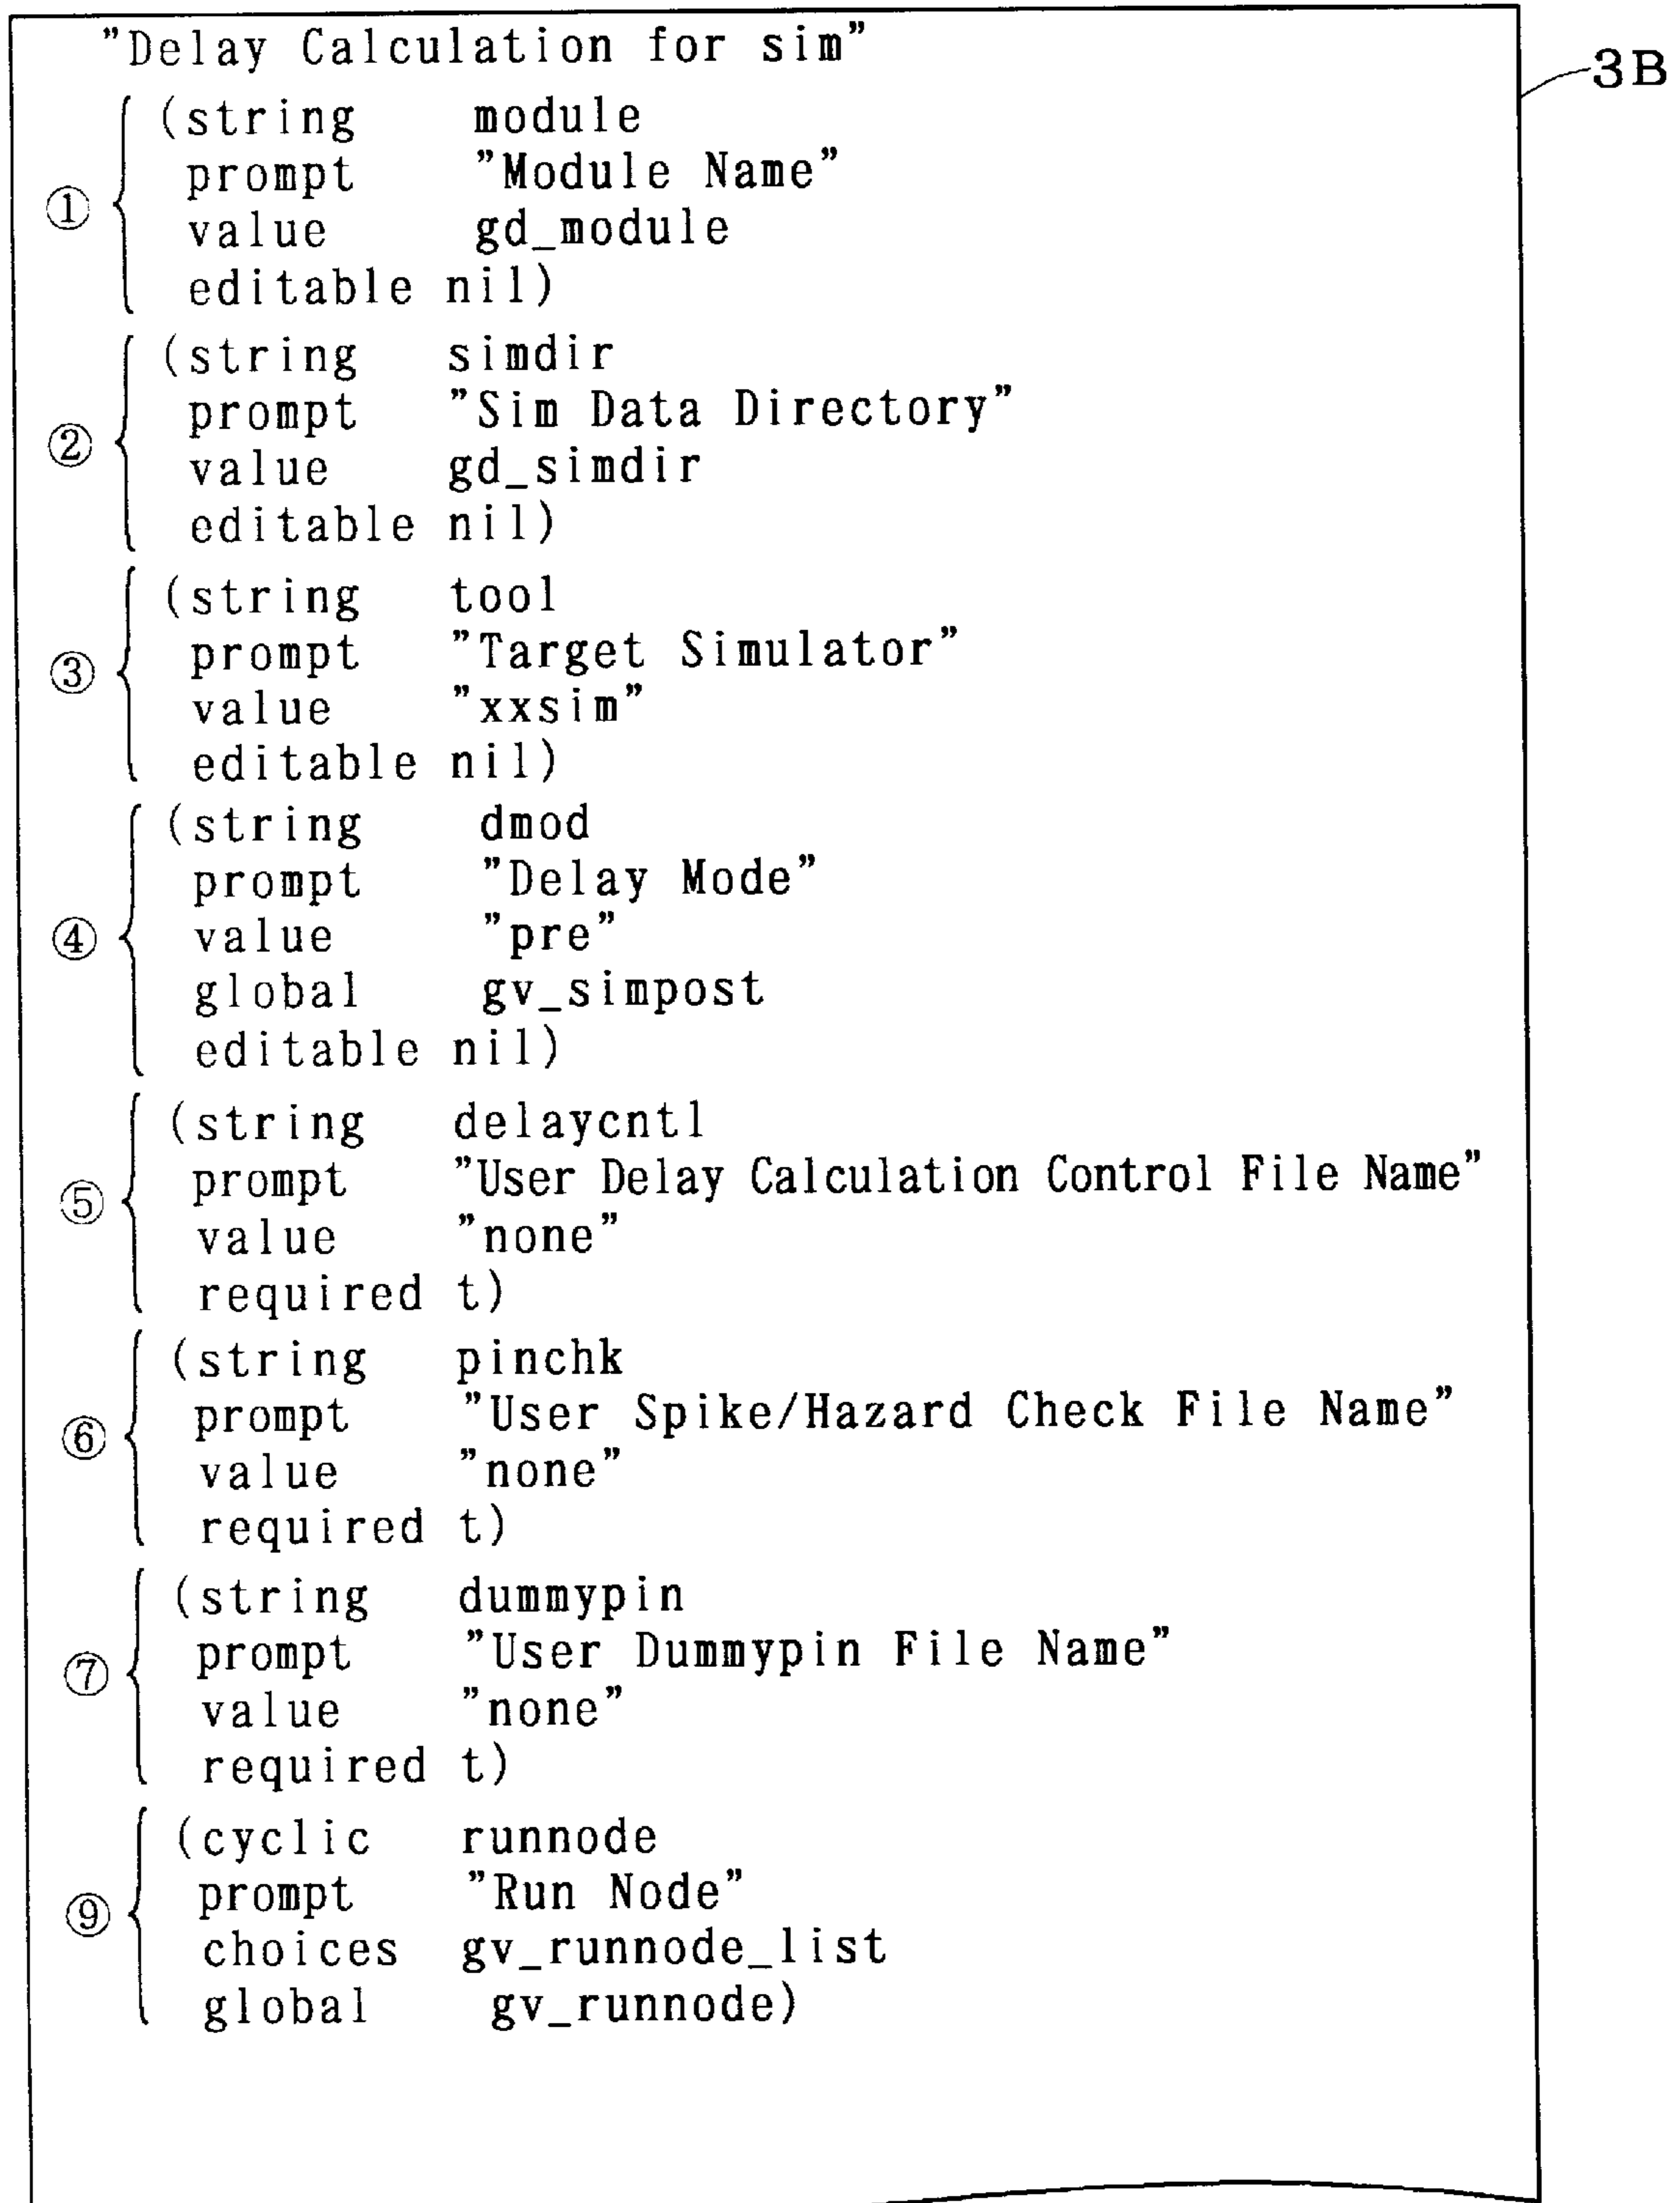 "Delay Calculation for sim"
3B
(string module
prompt "Module Name"
① value gd_module
editable nil)
(string simdir
prompt "Sim Data Directory"
② value gd_simdir
editable nil)
(string tool
prompt "Target Simulator"
③ value "xxsim"
editable nil)
(string dmod
prompt "Delay Mode"
④ value "pre"
global gv_simpost
editable nil)
(string delaycntl
prompt "User Delay Calculation Control File Name"
⑤ value "none"
required t)
(string pinchk
prompt "User Spike/Hazard Check File Name"
⑥ value "none"
required t)
(string dummypin
prompt "User Dummypin File Name"
⑦ value "none"
required t)
(cyclic runnode
prompt "Run Node"
⑨ choices gv_runnode_list
global gv_runnode)